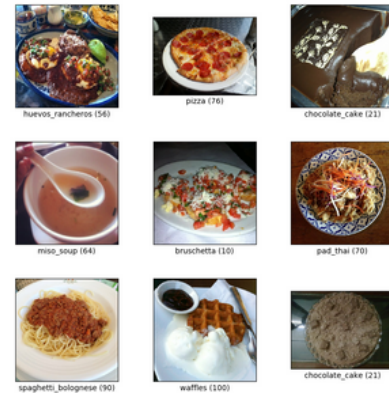 huevos_rancheros (56)
pizza (76)
chocolate_cake (21)
miso_soup (64)
bruschetta (10)
pad_thai (70)
spaghetti_bolognese (90)
waffles (100)
chocolate_cake (21)